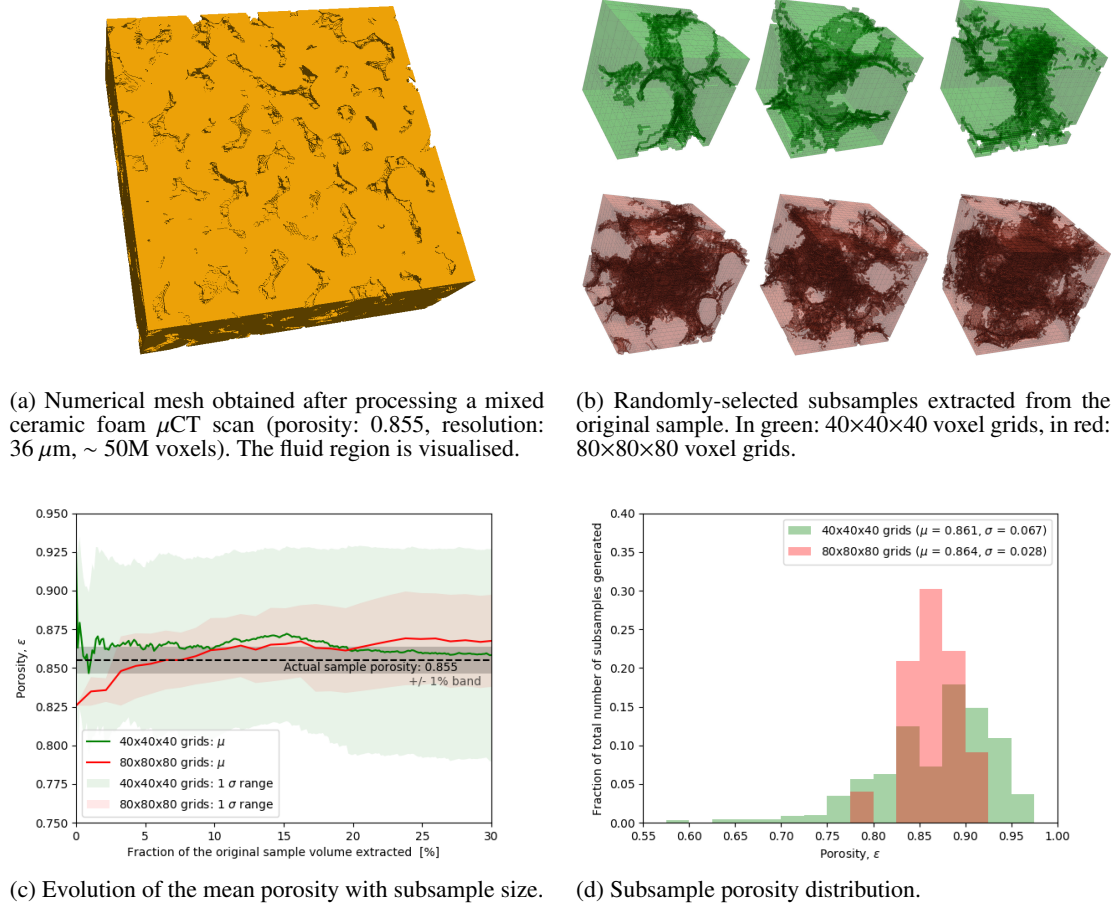 (a) Numerical mesh obtained after processing a mixed
ceramic foam μCT scan (porosity: 0.855, resolution:
36 μm, ∼ 50M voxels). The fluid region is visualised.
(b) Randomly-selected subsamples extracted from the
original sample. In green: 40×40×40 voxel grids, in red:
80×80×80 voxel grids.
0.950
0.925
0.900
0.875
0.850
0.825
0.800
0.775
0.750
Porosity, ε
Actual sample porosity: 0.855
+/- 1% band
40x40x40 grids: μ
80x80x80 grids: μ
40x40x40 grids: 1 σ range
80x80x80 grids: 1 σ range
0 5 10 15 20 25 30
Fraction of the original sample volume extracted [%]
(c) Evolution of the mean porosity with subsample size.
0.40
0.35
0.30
0.25
0.20
0.15
0.10
0.05
0.00
Fraction of total number of subsamples generated
40x40x40 grids (μ = 0.861, σ = 0.067)
80x80x80 grids (μ = 0.864, σ = 0.028)
0.55 0.60 0.65 0.70 0.75 0.80 0.85 0.90 0.95 1.00
Porosity, ε
(d) Subsample porosity distribution.